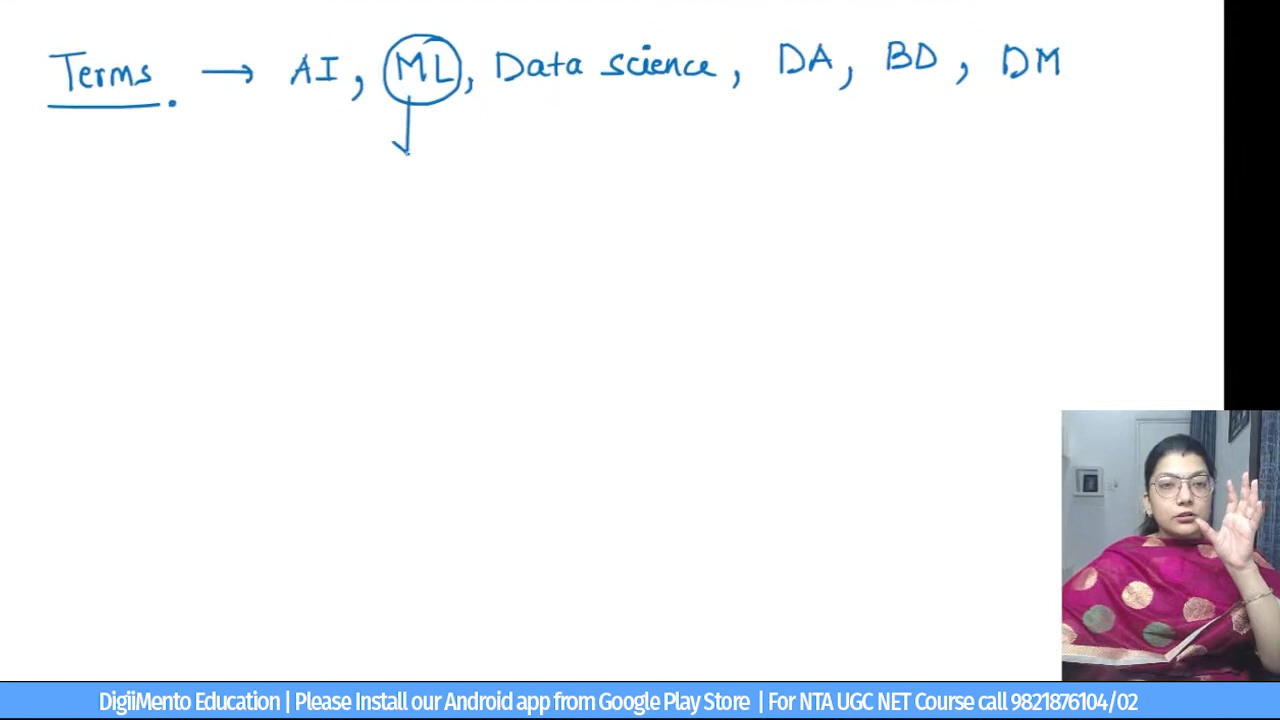 Terms. → AI, ML, Data science, DA, BD, DM
DigiiMento Education | Please Install our Android app from Google Play Store | For NTA UGC NET Course call 9821876104/02